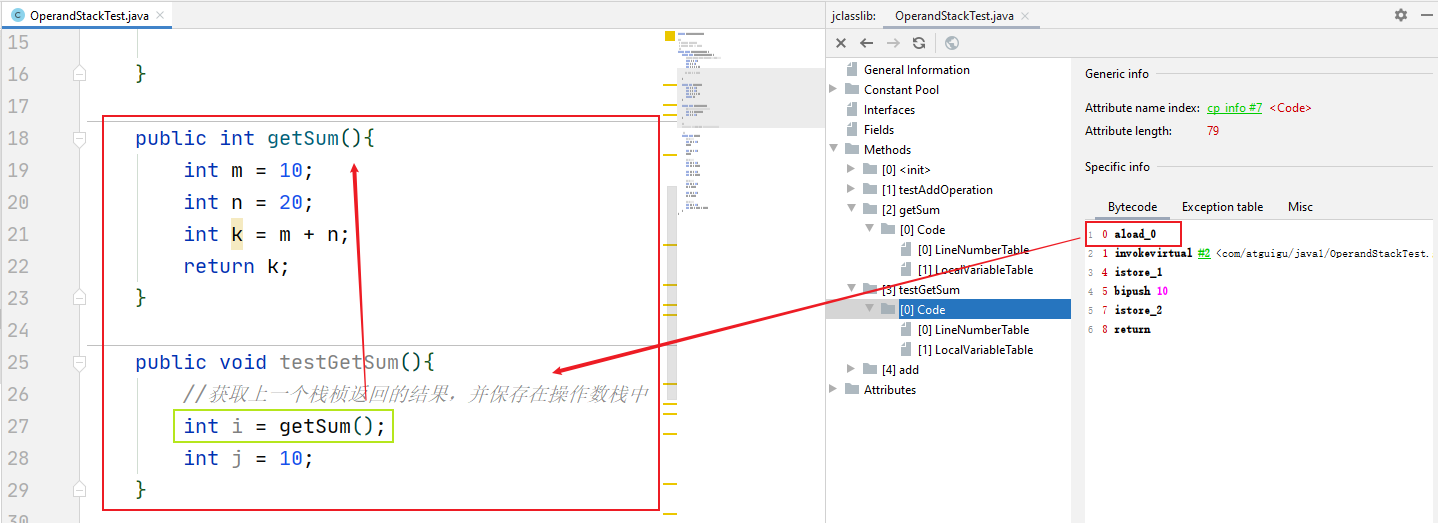 OperandStackTest.java
15
16 }
17
18 public int getSum(){
19 int m = 10;
20 int n = 20;
21 int k = m + n;
22 return k;
23 }
24
25 public void testGetSum(){
26 //获取上一个栈桢返回的结果，并保存在操作数栈中
27 int i = getSum();
28 int j = 10;
29 }
30
jclasslib: OperandStackTest.java
General Information
Constant Pool
Interfaces
Fields
Methods
[0] <init>
[1] testAddOperation
[2] getSum
[0] Code
[0] LineNumberTable
[1] LocalVariableTable
[3] testGetSum
[0] Code
[0] LineNumberTable
[1] LocalVariableTable
[4] add
Attributes
Generic info
Attribute name index: cp info #7 <Code>
Attribute length: 79
Specific info
Bytecode Exception table Misc
1 0 aload_0
2 1 invokevirtual #2 <com/atguigu/java1/OperandStackTest.
3 4 istore_1
4 5 bipush 10
5 7 istore_2
6 8 return